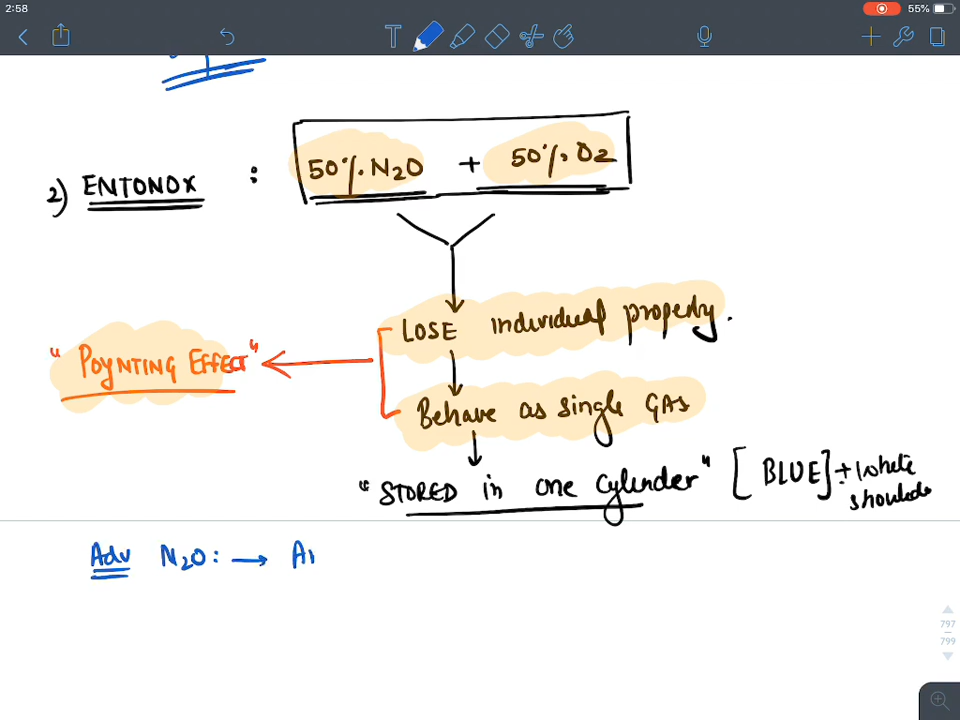 2:58
55%
T
2) ENTONOX : 50% N2O + 50% O2
LOSE individual property.
"POYNTING EFFECT"
Behave as single GAS
"STORED in one cylinder" [BLUE] + white
shoulder
Adv N2O: → An
797
799